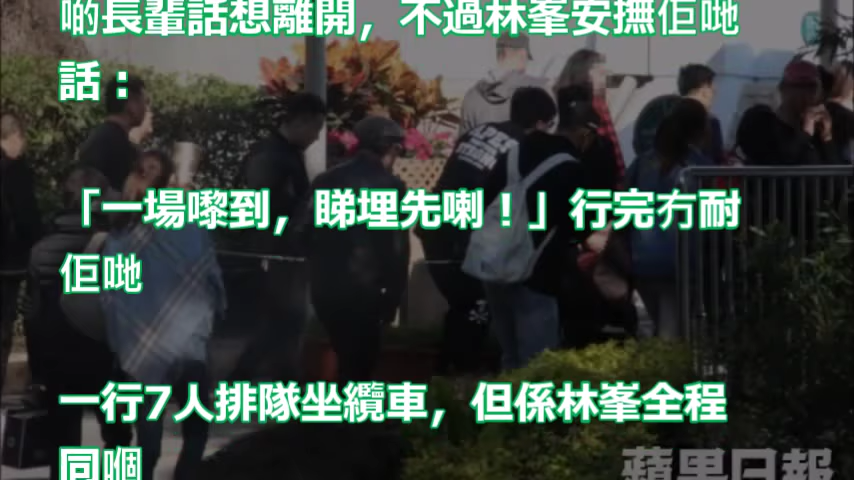 啲長輩話想離開，不過林峯安撫佢哋
話：
「一場嚟到，睇埋先喇！」行完冇耐
佢哋
一行7人排隊坐纜車，但係林峯全程
同嗰
蘋果日報